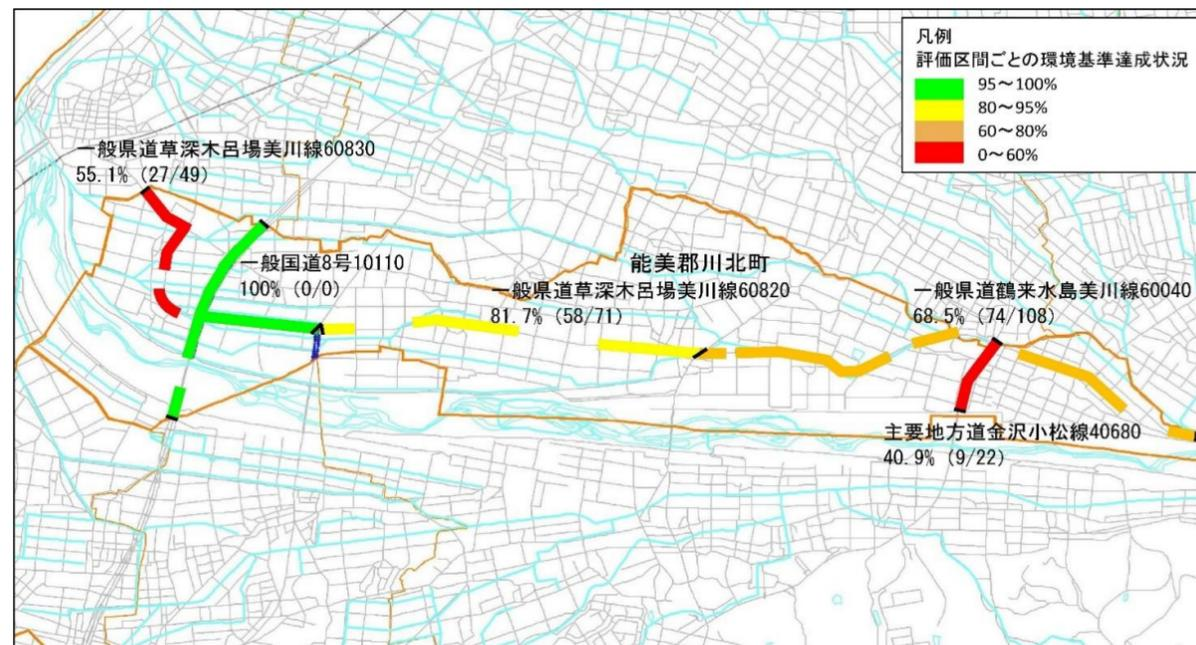 凡例
評価区間ごとの環境基準達成状況
95～100%
80～95%
60～80%
0～60%
一般県道草深木呂場美川線60830
55.1% (27/49)
一般国道8号10110
100% (0/0)
能美郡川北町
一般県道草深木呂場美川線60820
81.7% (58/71)
一般県道鶴来水島美川線60040
68.5% (74/108)
主要地方道金沢小松線40680
40.9% (9/22)